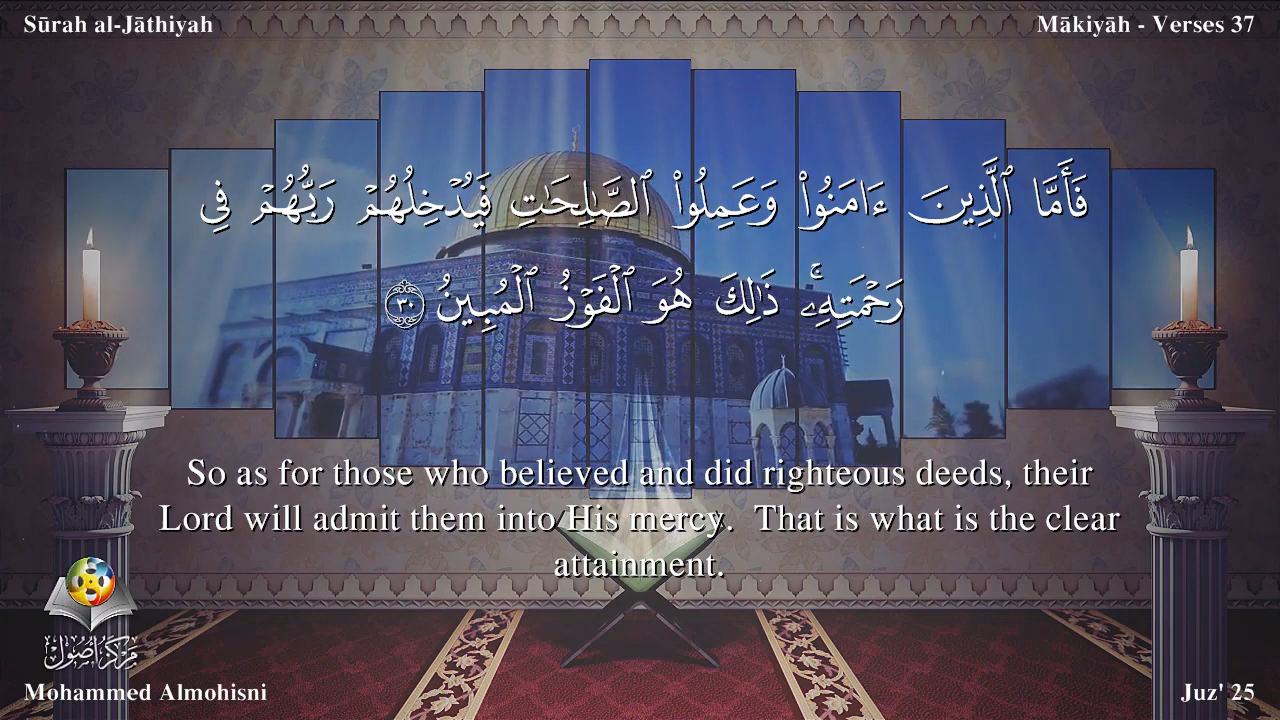 Sūrah al-Jāthiyah
Mākiyāh - Verses 37
فَأَمَّا ٱلَّذِينَ ءَامَنُوا۟ وَعَمِلُوا۟ ٱلصَّـٰلِحَـٰتِ فَيُدْخِلُهُمْ رَبُّهُمْ فِى
رَحْمَتِهِۦ ۚ ذَٰلِكَ هُوَ ٱلْفَوْزُ ٱلْمُبِينُ ٣٠
So as for those who believed and did righteous deeds, their
Lord will admit them into His mercy.  That is what is the clear
attainment.
مركز أصول
Mohammed Almohisni
Juz' 25